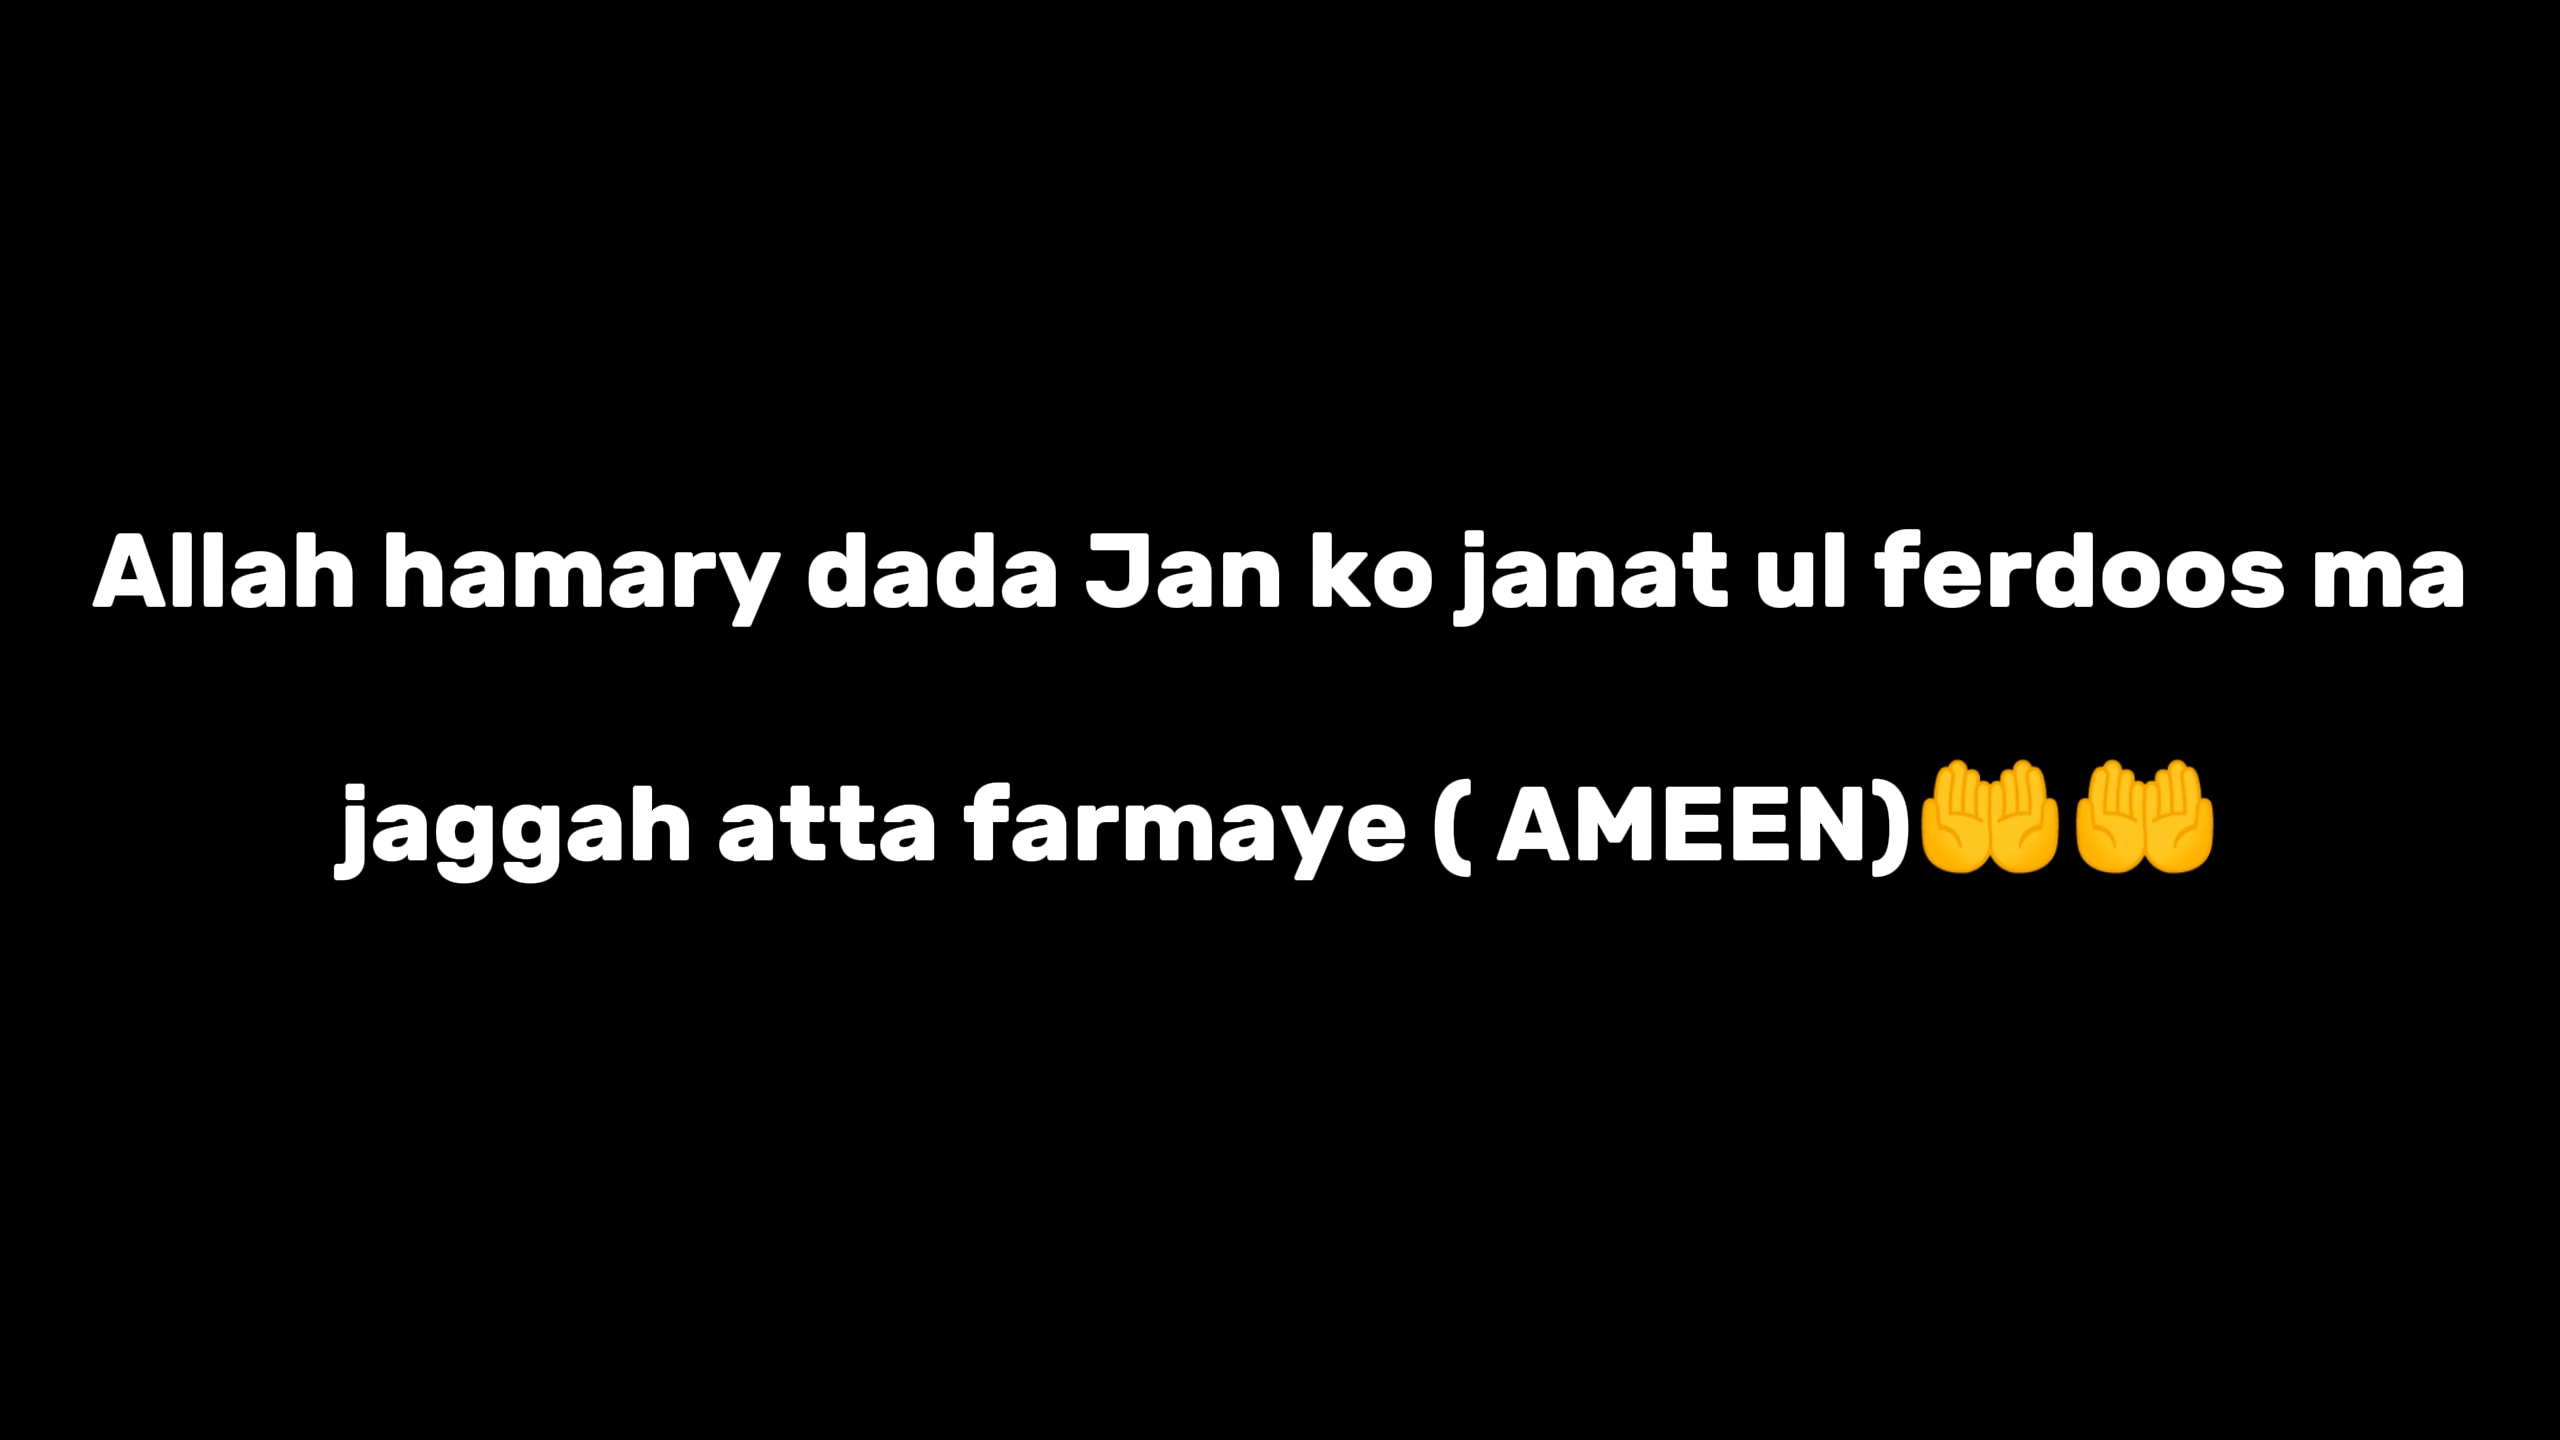 Allah hamary dada Jan ko janat ul ferdoos ma
jaggah atta farmaye ( AMEEN)🤲🤲